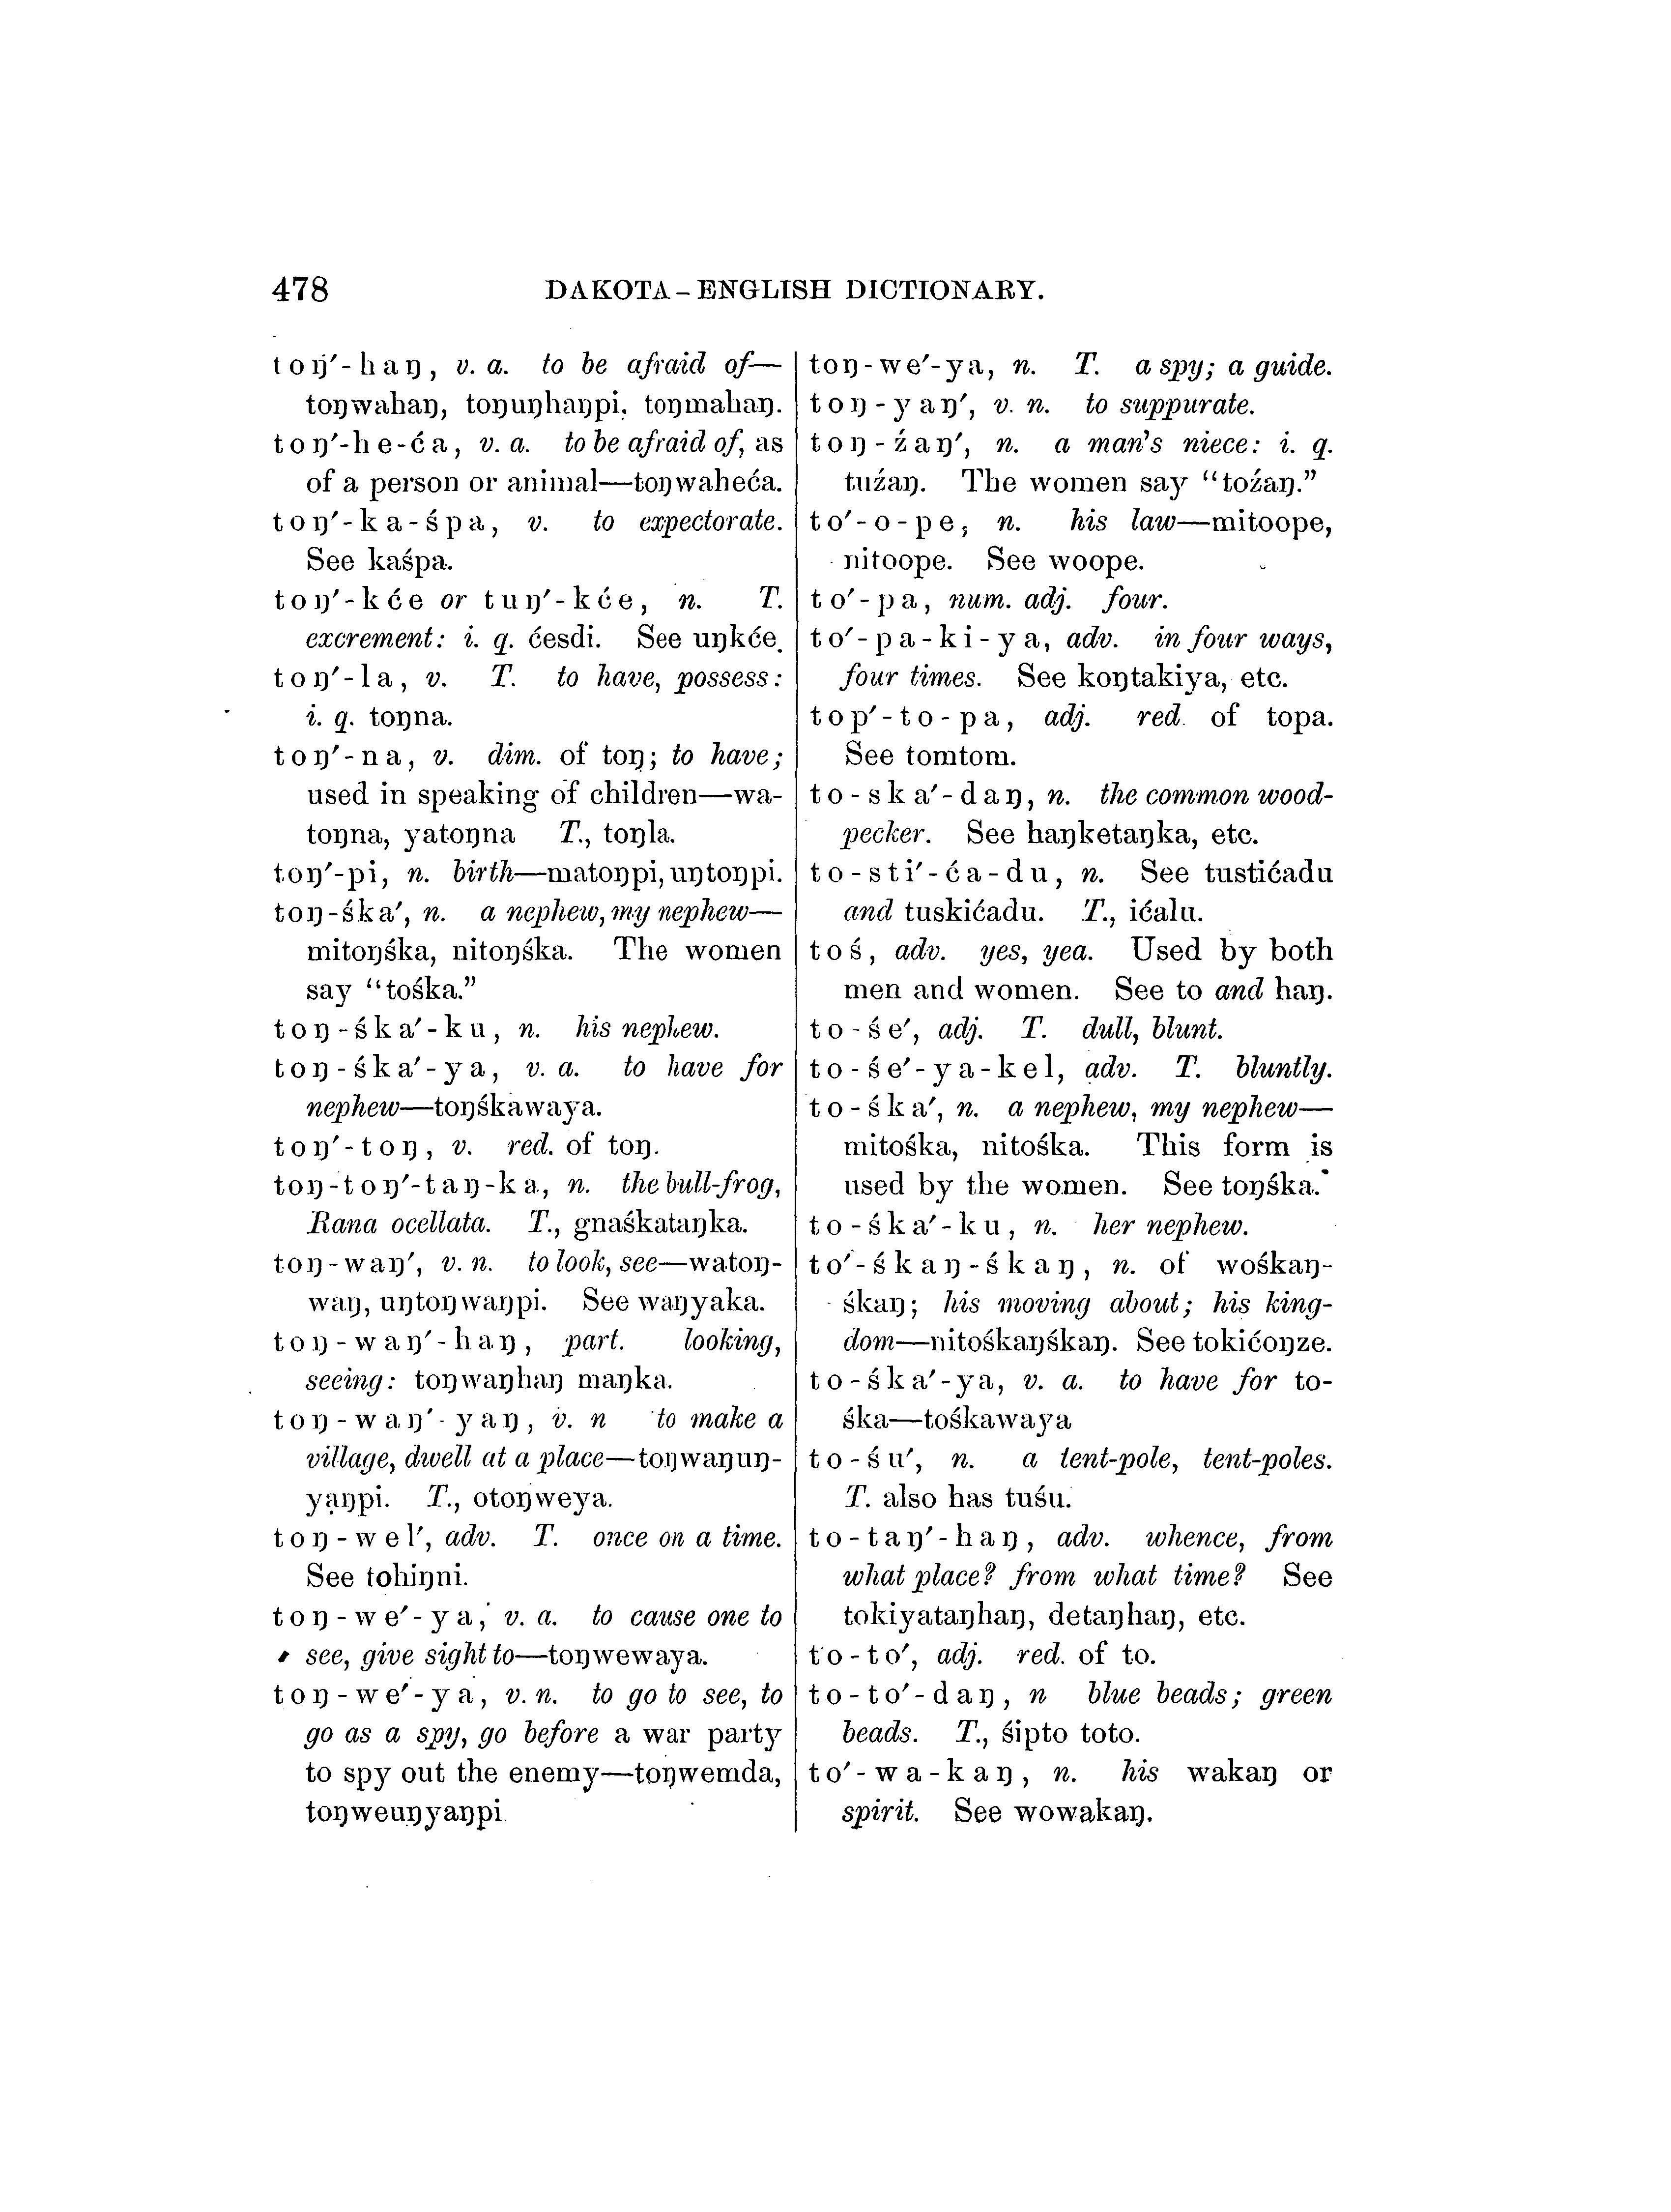 478 DAKOTA-ENGLISH DICTIONARY.
toŋ′-haŋ, v. a. to be afraid of—
toŋwahaŋ, toŋuŋhaŋpi, toŋmahaŋ.
toŋ′-he-ća, v. a. to be afraid of, as
of a person or animal—toŋwaheća.
toŋ′-ka-śpa, v. to expectorate.
See kaśpa.
toŋ′-kće or tuŋ′-kće, n. T.
excrement: i. q. ćesdi. See uŋkće.
toŋ′-la, v. T. to have, possess:
i. q. toŋna.
toŋ′-na, v. dim. of toŋ; to have;
used in speaking of children—wa-
toŋna, yatoŋna T., toŋla.
toŋ′-pi, n. birth—matoŋpi, uŋtoŋpi.
toŋ-śka′, n. a nephew, my nephew—
mitoŋśka, nitoŋśka. The women
say “tośka.”
toŋ-śka′-ku, n. his nephew.
toŋ-śka′-ya, v. a. to have for
nephew—toŋśkawaya.
toŋ′-toŋ, v. red. of toŋ.
toŋ-toŋ′-taŋ-ka, n. the bull-frog,
Rana ocellata. T., gnaśkataŋka.
toŋ-waŋ′, v. n. to look, see—watoŋ-
waŋ, uŋtoŋwaŋpi. See waŋyaka.
toŋ-waŋ′-haŋ, part. looking,
seeing: toŋwaŋhaŋ maŋka.
toŋ-waŋ′-yaŋ, v. n to make a
village, dwell at a place—toŋwaŋuŋ-
yaŋpi. T., otoŋweya.
toŋ-wel′, adv. T. once on a time.
See tohiŋni.
toŋ-we′-ya, v. a. to cause one to
see, give sight to—toŋwewaya.
toŋ-we′-ya, v. n. to go to see, to
go as a spy, go before a war party
to spy out the enemy—toŋwemda,
toŋweuŋyaŋpi.
toŋ-we′-ya, n. T. a spy; a guide.
toŋ-yaŋ′, v. n. to suppurate.
toŋ-źaŋ′, n. a man's niece: i. q.
tuźaŋ. The women say “toźaŋ.”
to′-o-pe, n. his law—mitoope,
nitoope. See woope.
to′-pa, num. adj. four.
to′-pa-ki-ya, adv. in four ways,
four times. See koŋtakiya, etc.
top′-to-pa, adj. red. of topa.
See tomtom.
to-ska′-daŋ, n. the common wood-
pecker. See haŋketaŋka, etc.
to-sti′-ća-du, n. See tustićadu
and tuskićadu. T., ićalu.
toś, adv. yes, yea. Used by both
men and women. See to and haŋ.
to-śe′, adj. T. dull, blunt.
to-śe′-ya-kel, adv. T. bluntly.
to-śka′, n. a nephew, my nephew—
mitośka, nitośka. This form is
used by the women. See toŋśka.
to-śka′-ku, n. her nephew.
to′-śkaŋ-śkaŋ, n. of wośkaŋ-
śkaŋ; his moving about; his king-
dom—nitośkaŋśkaŋ. See tokićoŋze.
to-śka′-ya, v. a. to have for to-
śka—tośkawaya
to-śu′, n. a tent-pole, tent-poles.
T. also has tuśu.
to-taŋ′-haŋ, adv. whence, from
what place? from what time? See
tokiyataŋhaŋ, detaŋhaŋ, etc.
to-to′, adj. red. of to.
to-to′-daŋ, n blue beads; green
beads. T., śipto toto.
to′-wa-kaŋ, n. his wakaŋ or
spirit. See wowakaŋ.